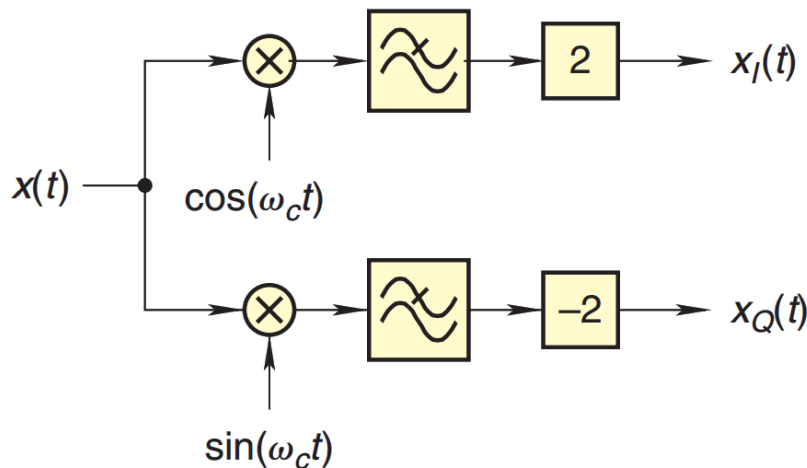 2
x_I(t)
x(t)
cos(ω_c t)
−2
x_Q(t)
sin(ω_c t)